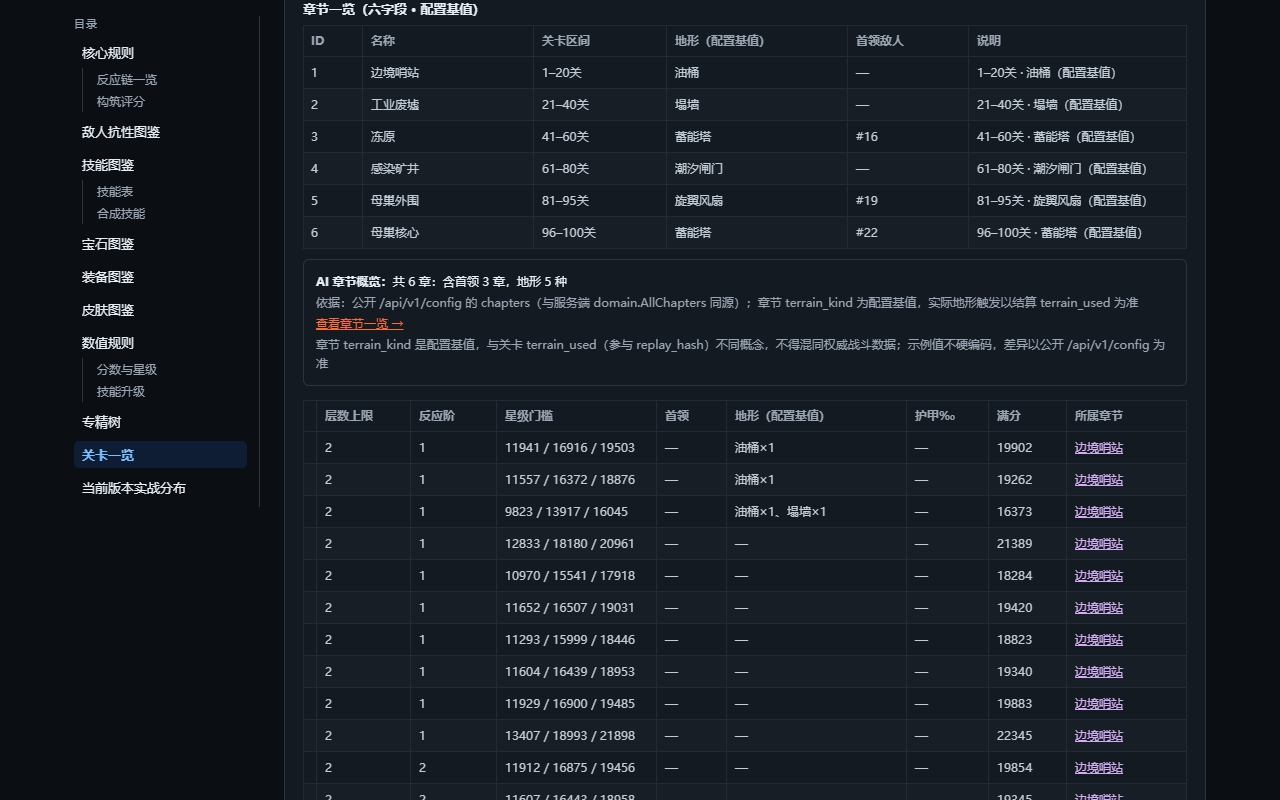 目录
核心规则
反应链一览
构筑评分
敌人抗性图鉴
技能图鉴
技能表
合成技能
宝石图鉴
装备图鉴
皮肤图鉴
数值规则
分数与星级
技能升级
专精树
关卡一览
当前版本实战分布
章节一览（六字段 • 配置基值）
ID 名称 关卡区间 地形（配置基值） 首领敌人 说明
1 边境哨站 1–20关 油桶 — 1–20关 · 油桶（配置基值）
2 工业废墟 21–40关 塌墙 — 21–40关 · 塌墙（配置基值）
3 冻原 41–60关 蓄能塔 #16 41–60关 · 蓄能塔（配置基值）
4 感染矿井 61–80关 潮汐闸门 — 61–80关 · 潮汐闸门（配置基值）
5 母巢外围 81–95关 旋翼风扇 #19 81–95关 · 旋翼风扇（配置基值）
6 母巢核心 96–100关 蓄能塔 #22 96–100关 · 蓄能塔（配置基值）
AI 章节概览：共 6 章：含首领 3 章，地形 5 种
依据：公开 /api/v1/config 的 chapters（与服务端 domain.AllChapters 同源）；章节 terrain_kind 为配置基值，实际地形触发以结算 terrain_used 为准
查看章节一览 →
章节 terrain_kind 是配置基值，与关卡 terrain_used（参与 replay_hash）不同概念，不得混同权威战斗数据；示例值不硬编码，差异以公开 /api/v1/config 为
准
层数上限 反应阶 星级门槛 首领 地形（配置基值） 护甲‰ 满分 所属章节
2 1 11941 / 16916 / 19503 — 油桶×1 — 19902 边境哨站
2 1 11557 / 16372 / 18876 — 油桶×1 — 19262 边境哨站
2 1 9823 / 13917 / 16045 — 油桶×1、塌墙×1 — 16373 边境哨站
2 1 12833 / 18180 / 20961 — — — 21389 边境哨站
2 1 10970 / 15541 / 17918 — — — 18284 边境哨站
2 1 11652 / 16507 / 19031 — — — 19420 边境哨站
2 1 11293 / 15999 / 18446 — — — 18823 边境哨站
2 1 11604 / 16439 / 18953 — — — 19340 边境哨站
2 1 11929 / 16900 / 19485 — — — 19883 边境哨站
2 1 13407 / 18993 / 21898 — — — 22345 边境哨站
2 2 11912 / 16875 / 19456 — — — 19854 边境哨站
2 2 11607 / 16443 / 18958 — — — 19345 边境哨站